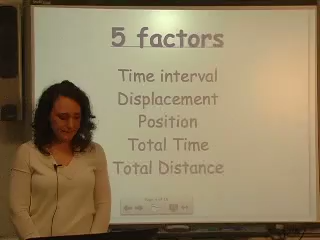 5 factors
Time interval
Displacement
Position
Total Time
Total Distance